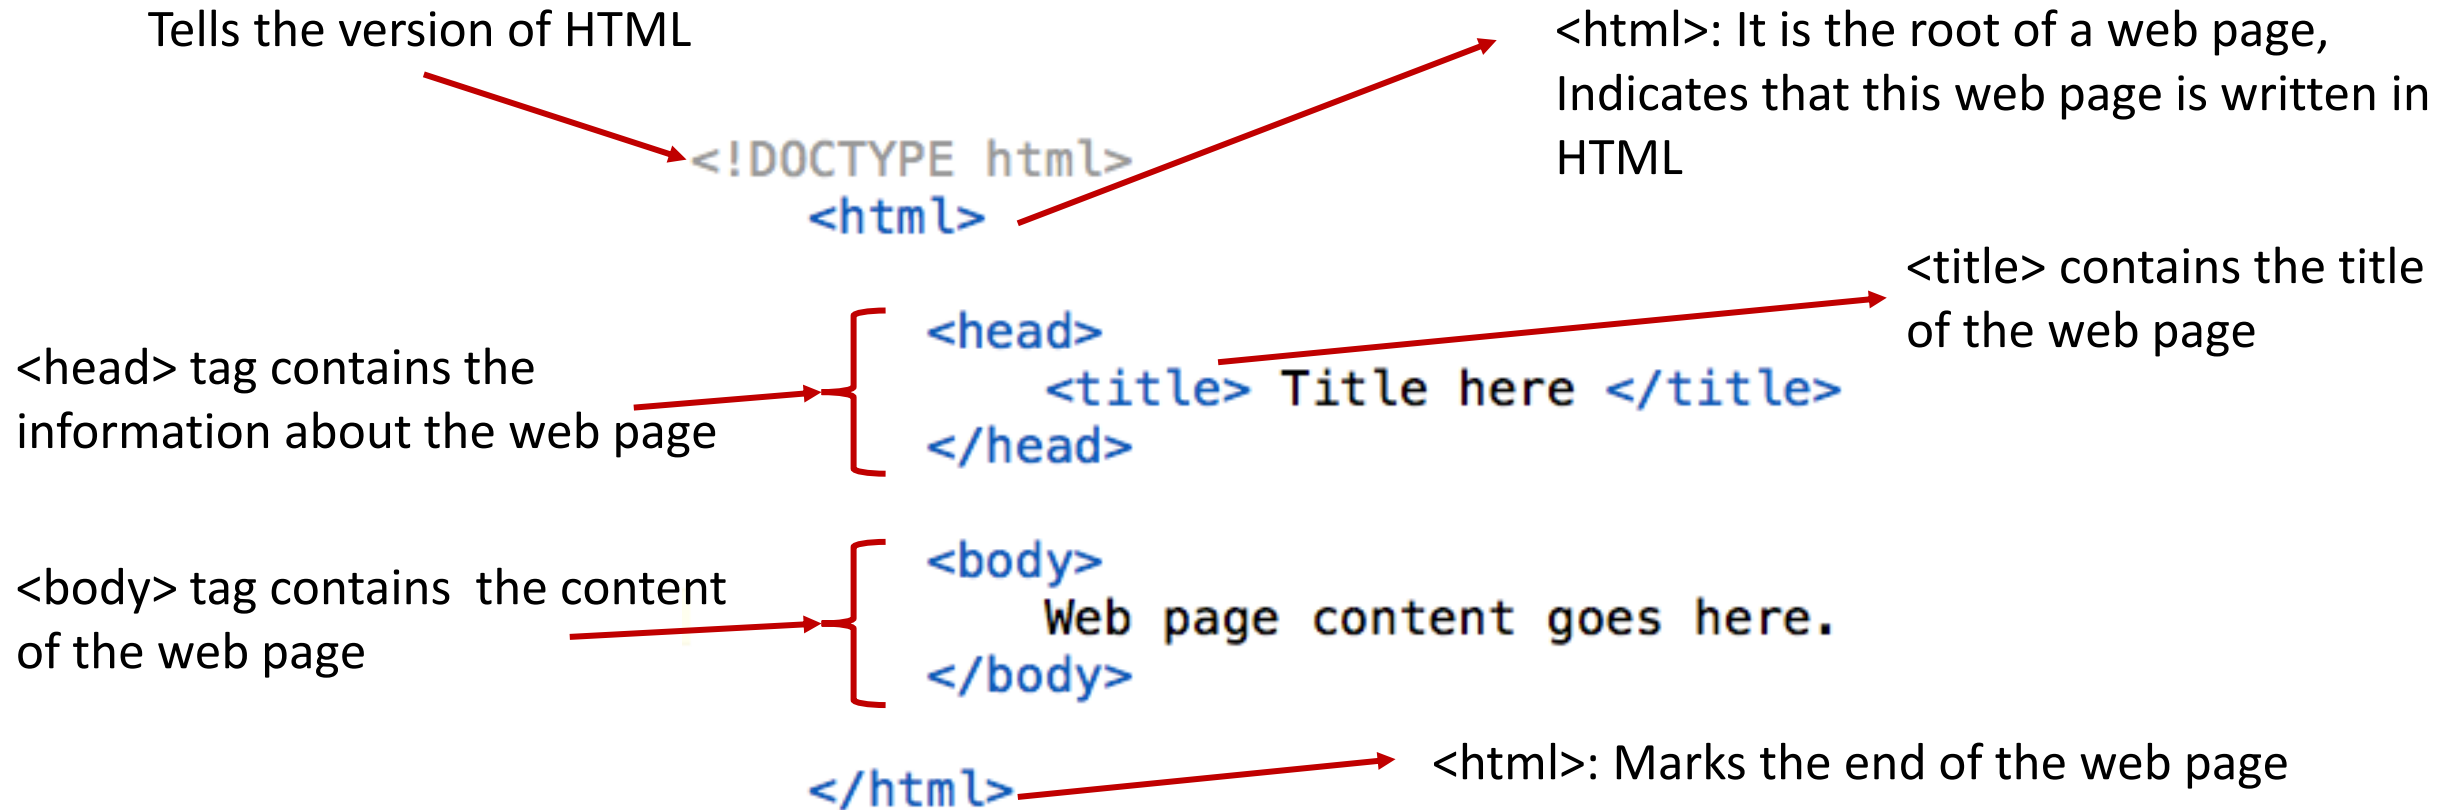 Tells the version of HTML
<html>: It is the root of a web page,
Indicates that this web page is written in
HTML
<!DOCTYPE html>
<html>
<title> contains the title
of the web page
<head> tag contains the
information about the web page
<head>
<title> Title here </title>
</head>
<body> tag contains  the content
of the web page
<body>
Web page content goes here.
</body>
</html>
<html>: Marks the end of the web page